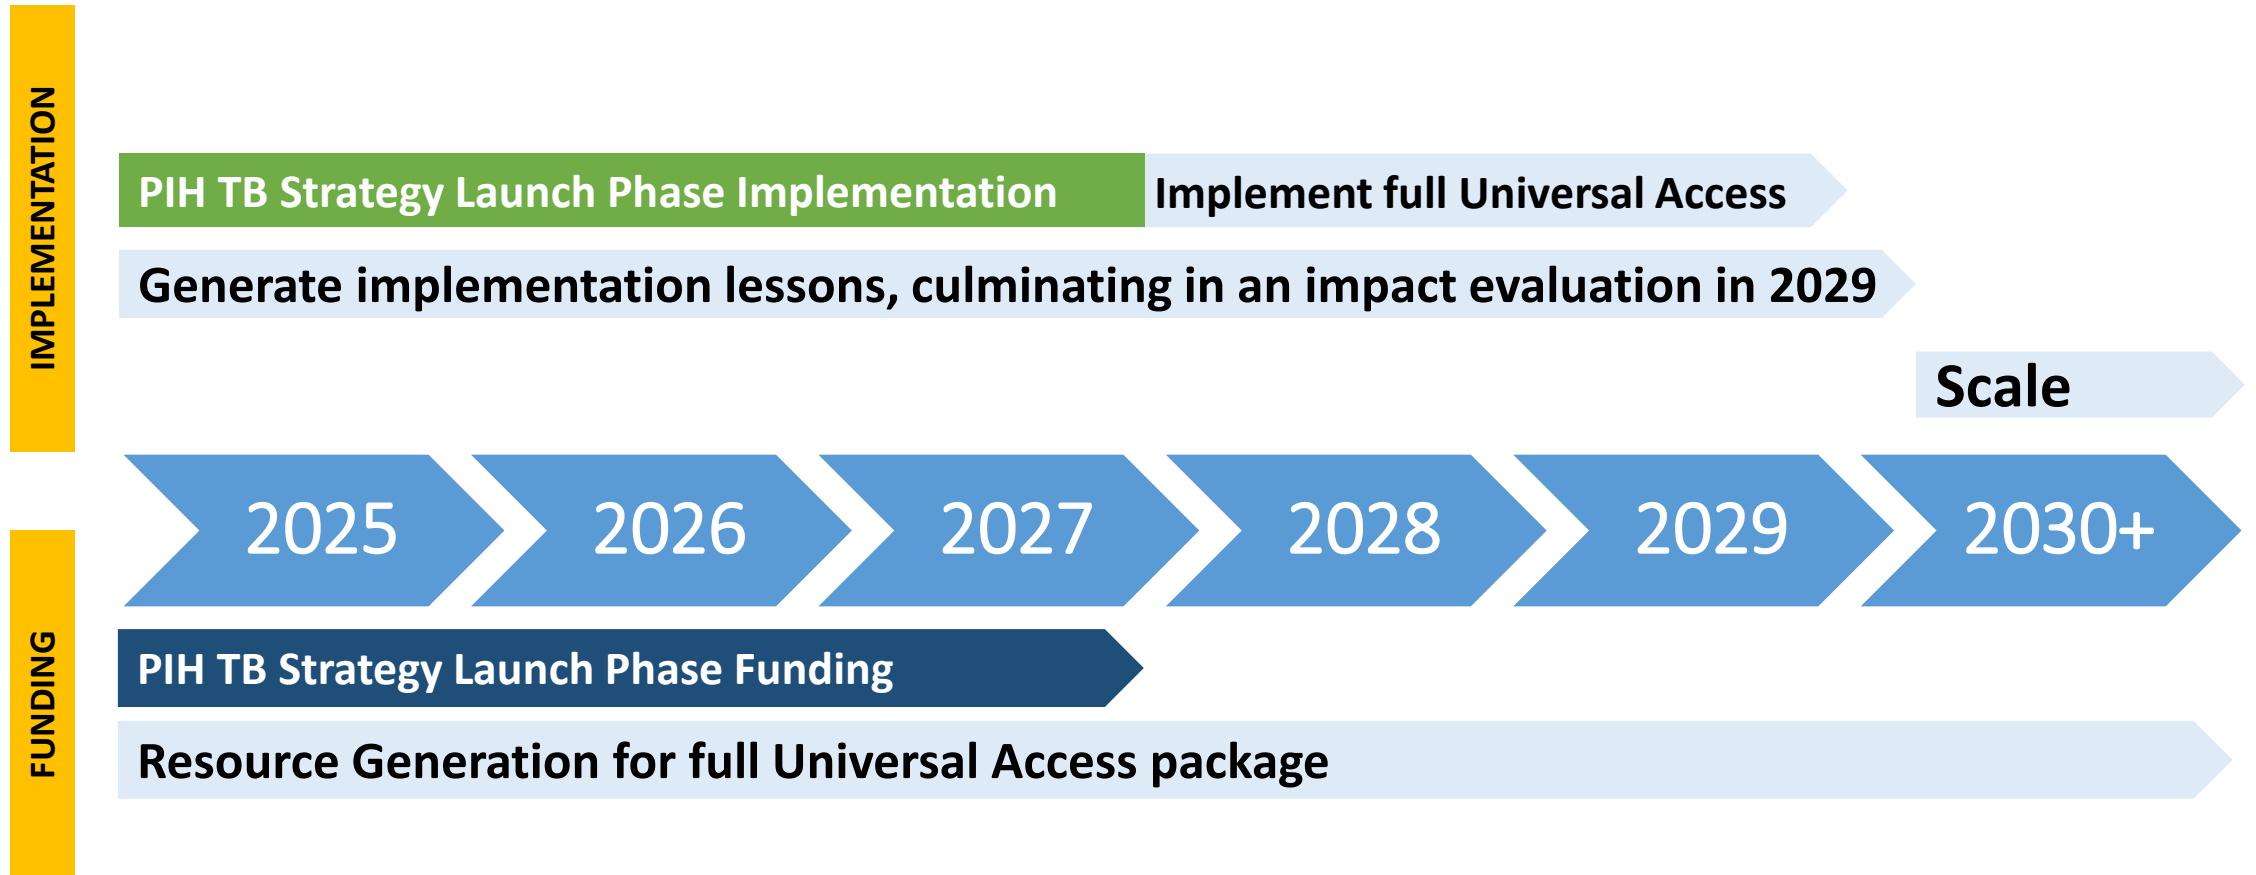 IMPLEMENTATION
PIH TB Strategy Launch Phase Implementation
Implement full Universal Access
Generate implementation lessons, culminating in an impact evaluation in 2029
Scale
2025
2026
2027
2028
2029
2030+
FUNDING
PIH TB Strategy Launch Phase Funding
Resource Generation for full Universal Access package